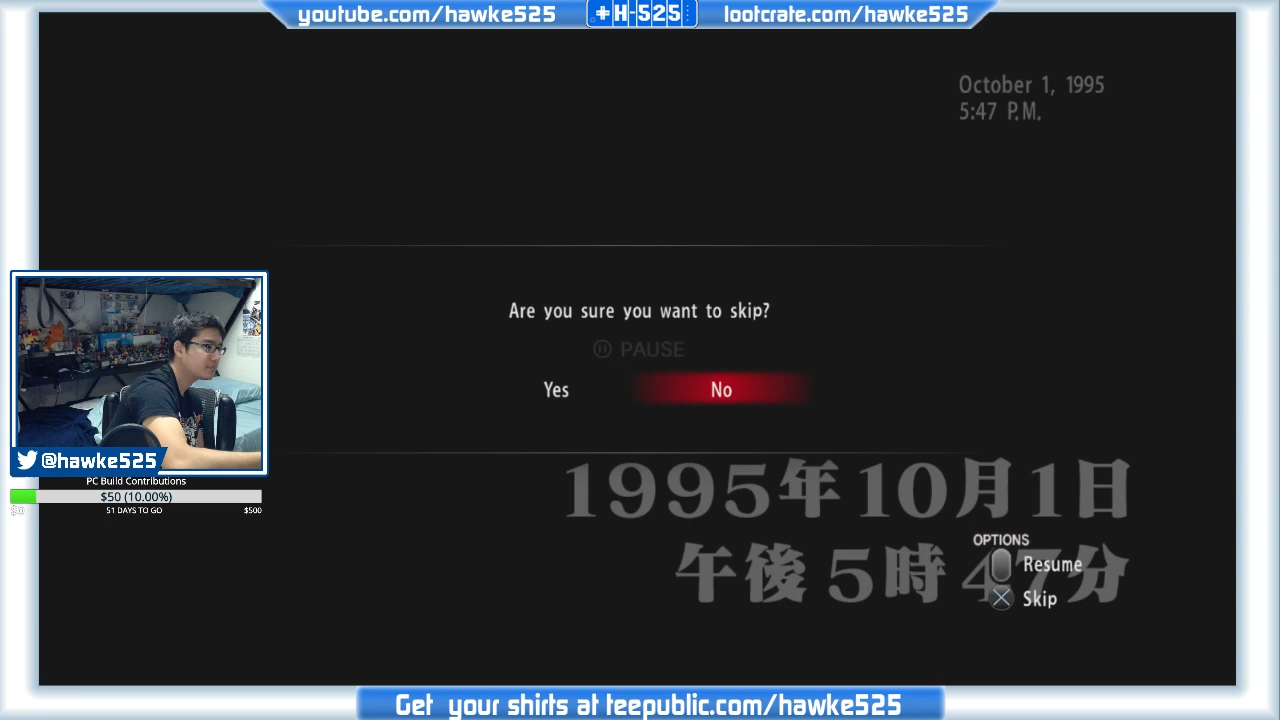 youtube.com/hawke525
+H-525
lootcrate.com/hawke525
October 1, 1995
5:47 P.M.
Are you sure you want to skip?
PAUSE
Yes
No
@hawke525
PC Build Contributions
$50 (10.00%)
$0
51 DAYS TO GO
$500
1995年10月1日
午後5時47分
OPTIONS
Resume
Skip
Get your shirts at teepublic.com/hawke525